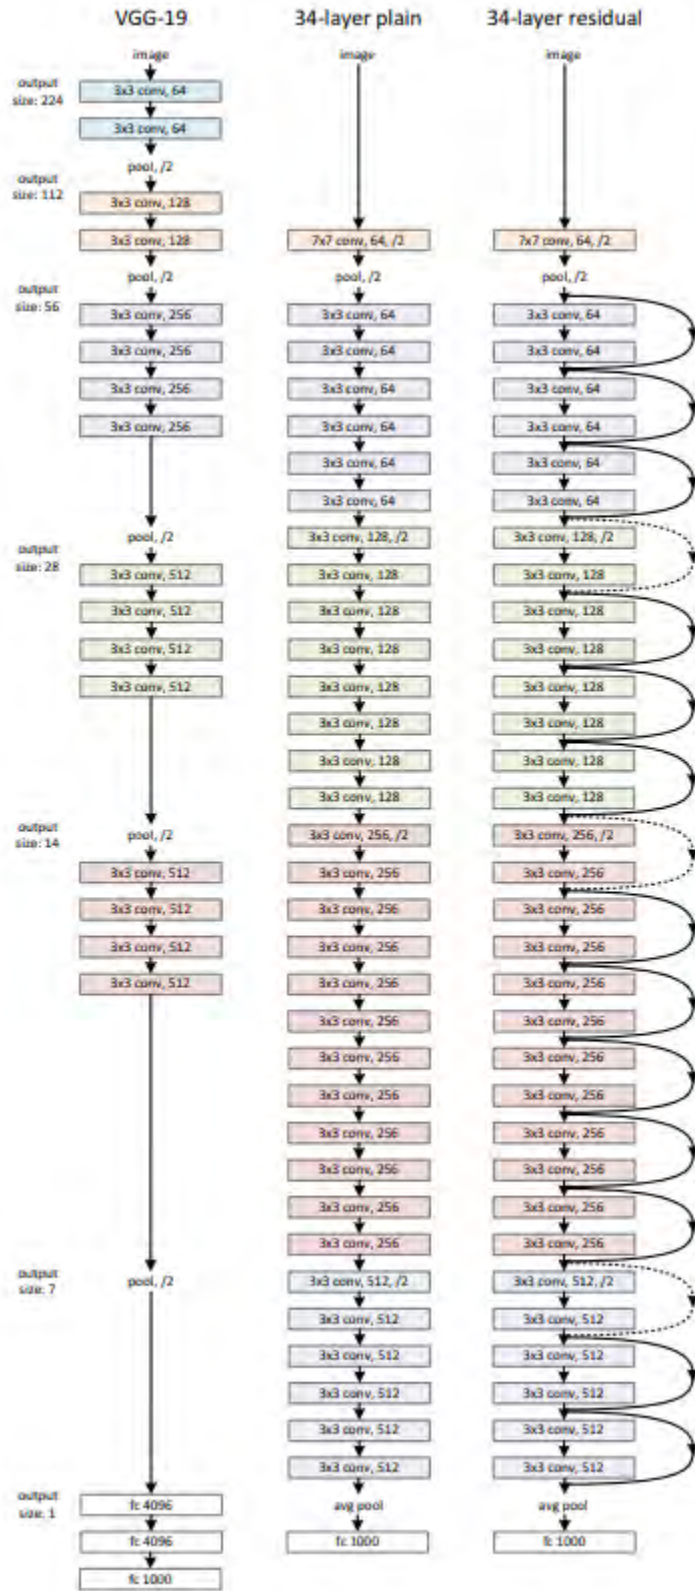 VGG-19
image
output
size: 224
3x3 conv, 64
3x3 conv, 64
pool, /2
output
size: 112
3x3 conv, 128
3x3 conv, 128
pool, /2
output
size: 56
3x3 conv, 256
3x3 conv, 256
3x3 conv, 256
3x3 conv, 256
pool, /2
output
size: 28
3x3 conv, 512
3x3 conv, 512
3x3 conv, 512
3x3 conv, 512
pool, /2
output
size: 14
3x3 conv, 512
3x3 conv, 512
3x3 conv, 512
3x3 conv, 512
pool, /2
output
size: 7
output
size: 1
fc 4096
fc 4096
fc 1000
34-layer plain
image
7x7 conv, 64, /2
pool, /2
3x3 conv, 64
3x3 conv, 64
3x3 conv, 64
3x3 conv, 64
3x3 conv, 64
3x3 conv, 64
3x3 conv, 128, /2
3x3 conv, 128
3x3 conv, 128
3x3 conv, 128
3x3 conv, 128
3x3 conv, 128
3x3 conv, 128
3x3 conv, 128
3x3 conv, 256, /2
3x3 conv, 256
3x3 conv, 256
3x3 conv, 256
3x3 conv, 256
3x3 conv, 256
3x3 conv, 256
3x3 conv, 256
3x3 conv, 256
3x3 conv, 256
3x3 conv, 256
3x3 conv, 256
3x3 conv, 512, /2
3x3 conv, 512
3x3 conv, 512
3x3 conv, 512
3x3 conv, 512
3x3 conv, 512
avg pool
fc 1000
34-layer residual
image
7x7 conv, 64, /2
pool, /2
3x3 conv, 64
3x3 conv, 64
3x3 conv, 64
3x3 conv, 64
3x3 conv, 64
3x3 conv, 64
3x3 conv, 128, /2
3x3 conv, 128
3x3 conv, 128
3x3 conv, 128
3x3 conv, 128
3x3 conv, 128
3x3 conv, 128
3x3 conv, 128
3x3 conv, 256, /2
3x3 conv, 256
3x3 conv, 256
3x3 conv, 256
3x3 conv, 256
3x3 conv, 256
3x3 conv, 256
3x3 conv, 256
3x3 conv, 256
3x3 conv, 256
3x3 conv, 256
3x3 conv, 256
3x3 conv, 512, /2
3x3 conv, 512
3x3 conv, 512
3x3 conv, 512
3x3 conv, 512
3x3 conv, 512
avg pool
fc 1000